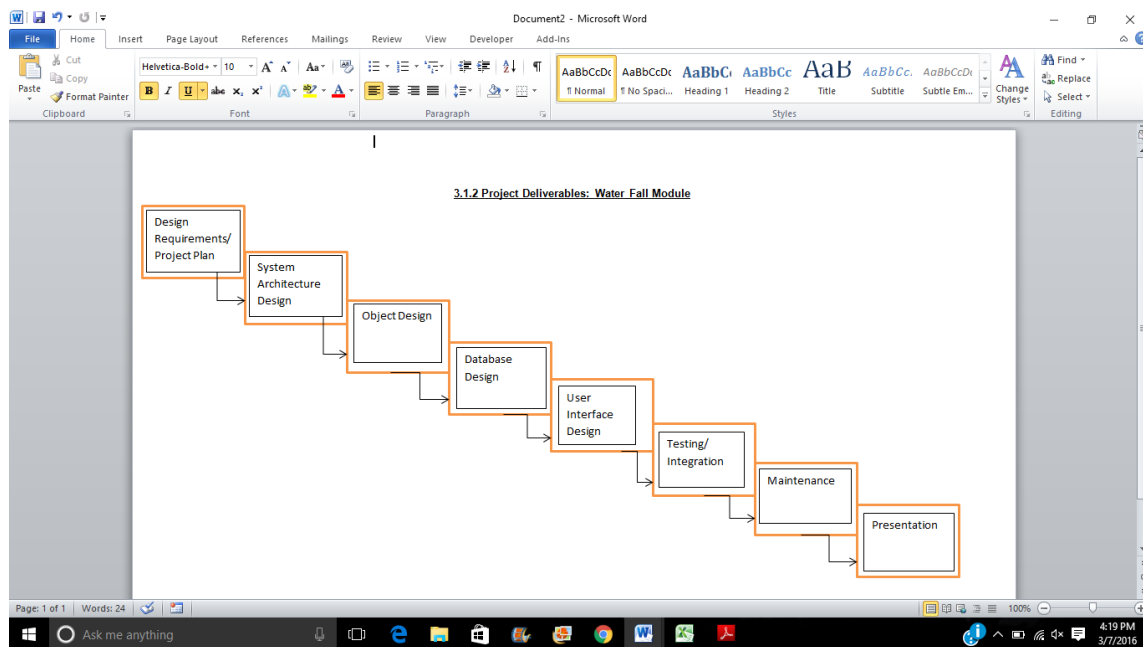 Document2 - Microsoft Word
File Home Insert Page Layout References Mailings Review View Developer Add-Ins
Paste
Cut
Copy
Format Painter
Clipboard
Helvetica-Bold+ 10
Font
Paragraph
AaBbCcDc AaBbCcDc AaBbC AaBbCc AaB AaBbCc. AaBbCcDc
¶ Normal ¶ No Spaci... Heading 1 Heading 2 Title Subtitle Subtle Em...
Styles
Change
Styles
Find
Replace
Select
Editing
3.1.2 Project Deliverables: Water Fall Module
Design
Requirements/
Project Plan
System
Architecture
Design
Object Design
Database
Design
User
Interface
Design
Testing/
Integration
Maintenance
Presentation
Page: 1 of 1 Words: 24
100%
Ask me anything
4:19 PM
3/7/2016